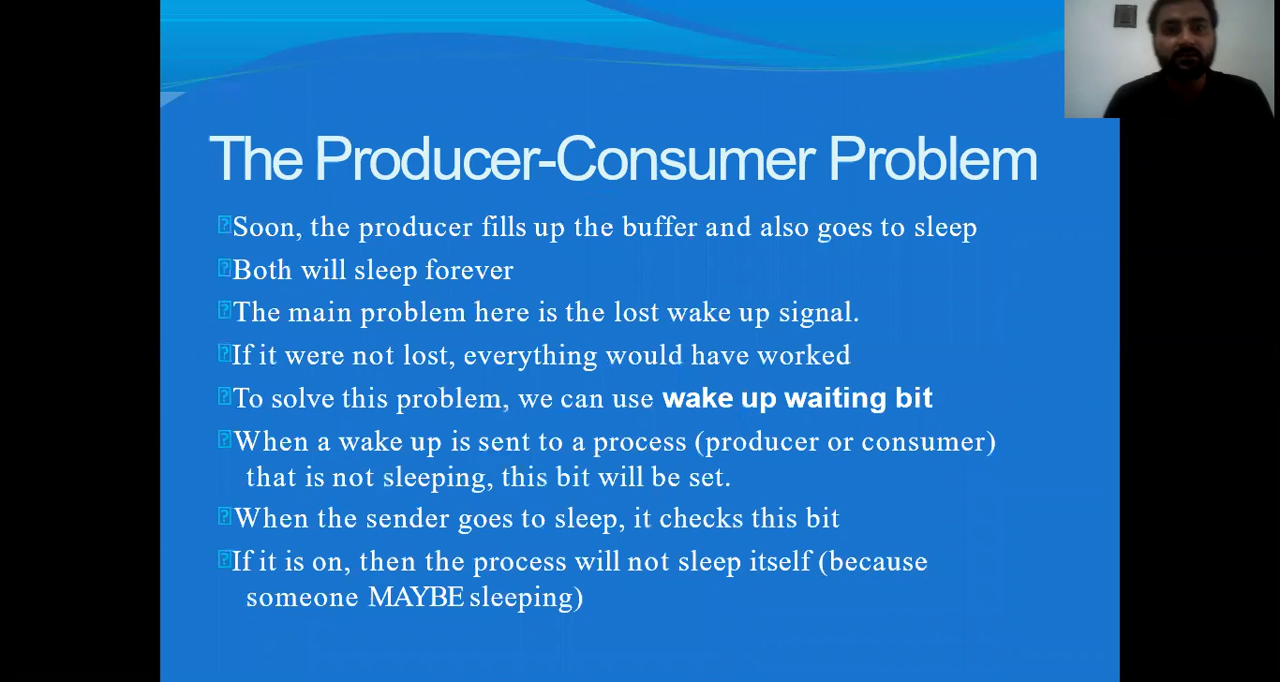 The Producer-Consumer Problem
Soon, the producer fills up the buffer and also goes to sleep
Both will sleep forever
The main problem here is the lost wake up signal.
If it were not lost, everything would have worked
To solve this problem, we can use wake up waiting bit
When a wake up is sent to a process (producer or consumer)
that is not sleeping, this bit will be set.
When the sender goes to sleep, it checks this bit
If it is on, then the process will not sleep itself (because
someone MAYBE sleeping)